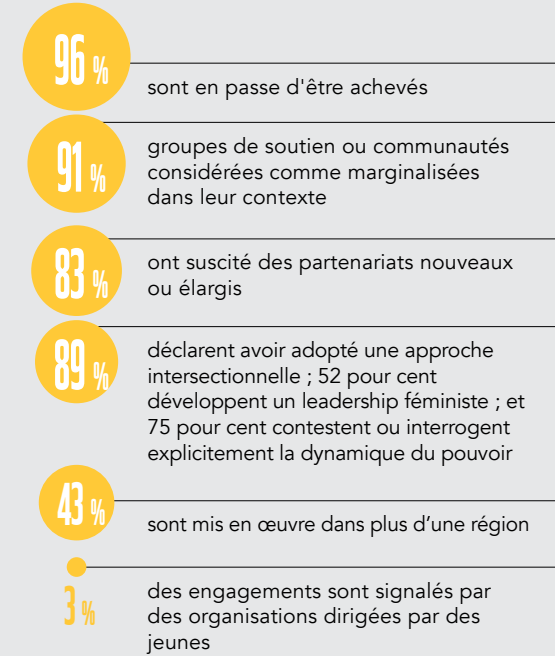 96 %
sont en passe d'être achevés
91 %
groupes de soutien ou communautés
considérées comme marginalisées
dans leur contexte
83 %
ont suscité des partenariats nouveaux
ou élargis
89 %
déclarent avoir adopté une approche
intersectionnelle ; 52 pour cent
développent un leadership féministe ; et
75 pour cent contestent ou interrogent
explicitement la dynamique du pouvoir
43 %
sont mis en œuvre dans plus d’une région
3 %
des engagements sont signalés par
des organisations dirigées par des
jeunes